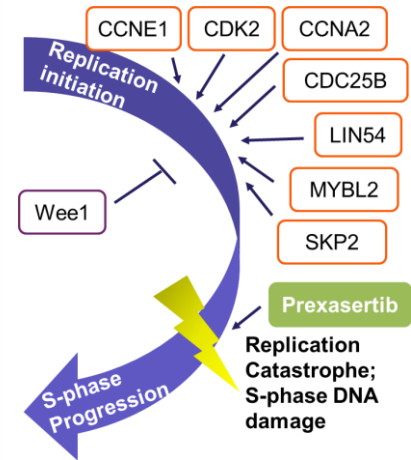 CCNE1
CDK2
CCNA2
Replication
initiation
CDC25B
LIN54
MYBL2
Wee1
SKP2
Prexasertib
Replication
Catastrophe;
S-phase DNA
damage
S-phase
Progression